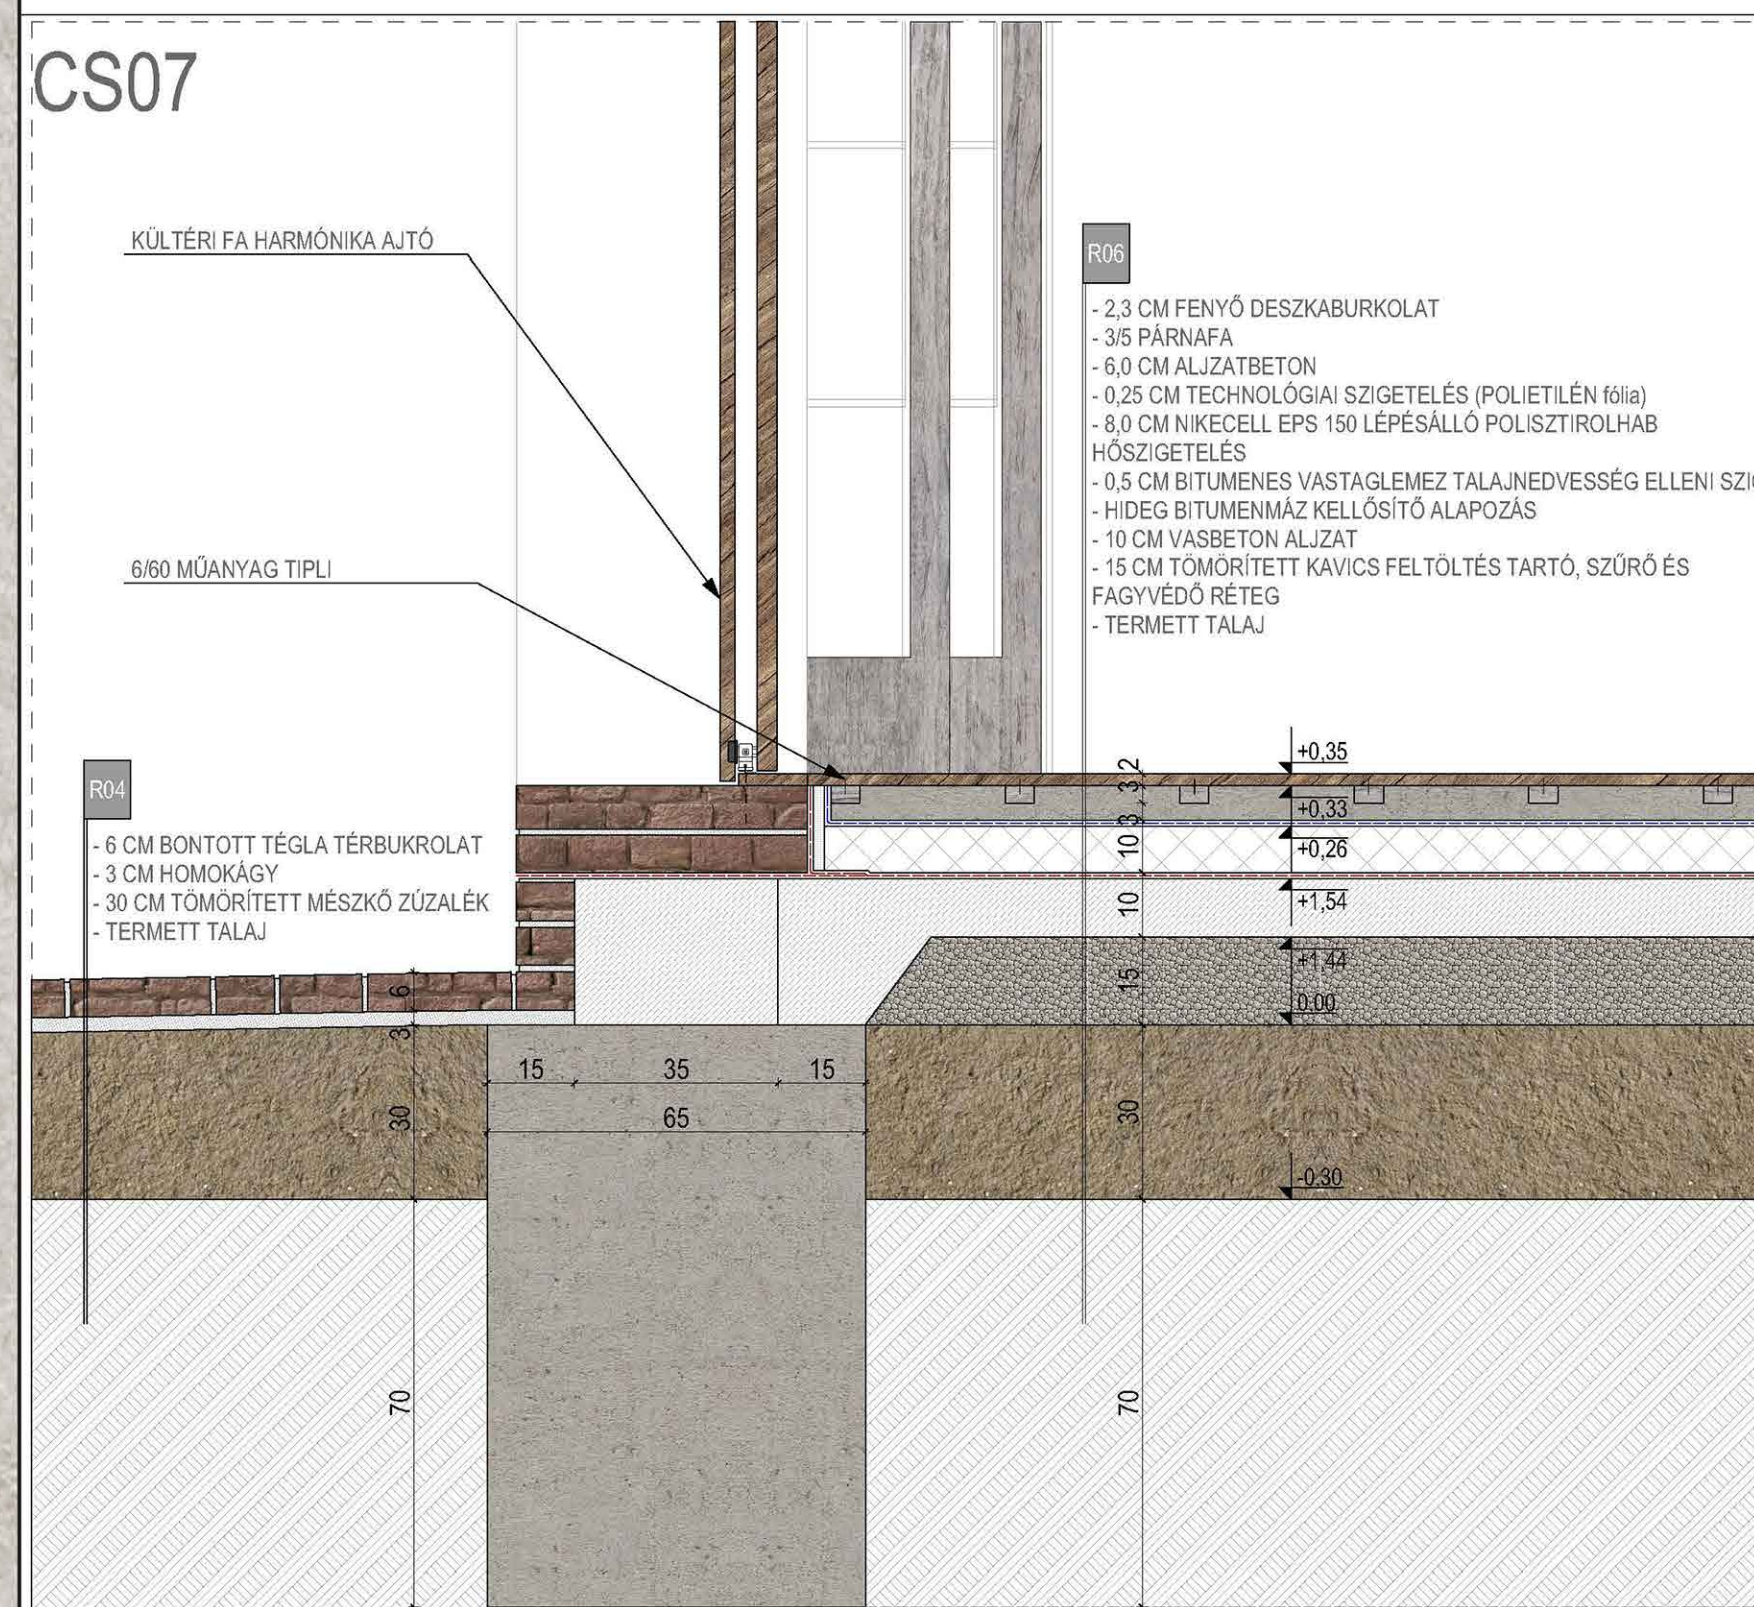 CS07
KÜLTÉRI FA HARMÓNIKA AJTÓ
6/60 MŰANYAG TIPLI
R06
- 2,3 CM FENYŐ DESZKABURKOLAT
- 3/5 PÁRNAFA
- 6,0 CM ALJZATBETON
- 0,25 CM TECHNOLÓGIAI SZIGETELÉS (POLIETILÉN fólia)
- 8,0 CM NIKECELL EPS 150 LÉPÉSÁLLÓ POLISZTIROLHAB
HŐSZIGETELÉS
- 0,5 CM BITUMENES VASTAGLEMEZ TALAJNEDVESSÉG ELLENI
- HIDEG BITUMENMÁZ KELLŐSÍTŐ ALAPOZÁS
- 10 CM VASBETON ALJZAT
- 15 CM TÖMÖRÍTETT KAVICS FELTÖLTÉS TARTÓ, SZŰRŐ ÉS
FAGYVÉDŐ RÉTEG
- TERMETT TALAJ
R04
- 6 CM BONTOTT TÉGLA TÉRBUKROLAT
- 3 CM HOMOKÁGY
- 30 CM TÖMÖRÍTETT MÉSZKŐ ZÚZALÉK
- TERMETT TALAJ
6
3
30
70
15 35 15
65
2
3
3
10
10
15
30
70
+0,35
+0,33
+0,26
+1,54
+1,44
0,00
-0,30